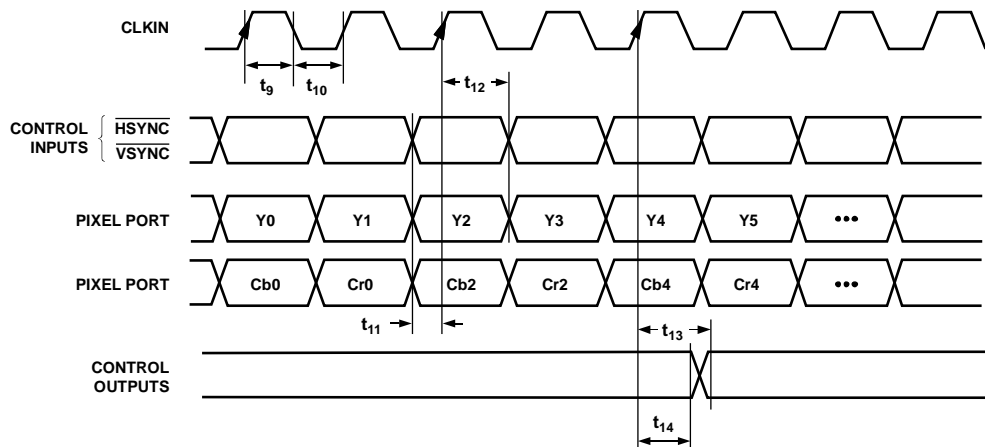 CLKIN
t9 t10 t12
CONTROL INPUTS { HSYNC
VSYNC
PIXEL PORT Y0 Y1 Y2 Y3 Y4 Y5 •••
PIXEL PORT Cb0 Cr0 Cb2 Cr2 Cb4 Cr4 •••
t11 t13
CONTROL
OUTPUTS
t14